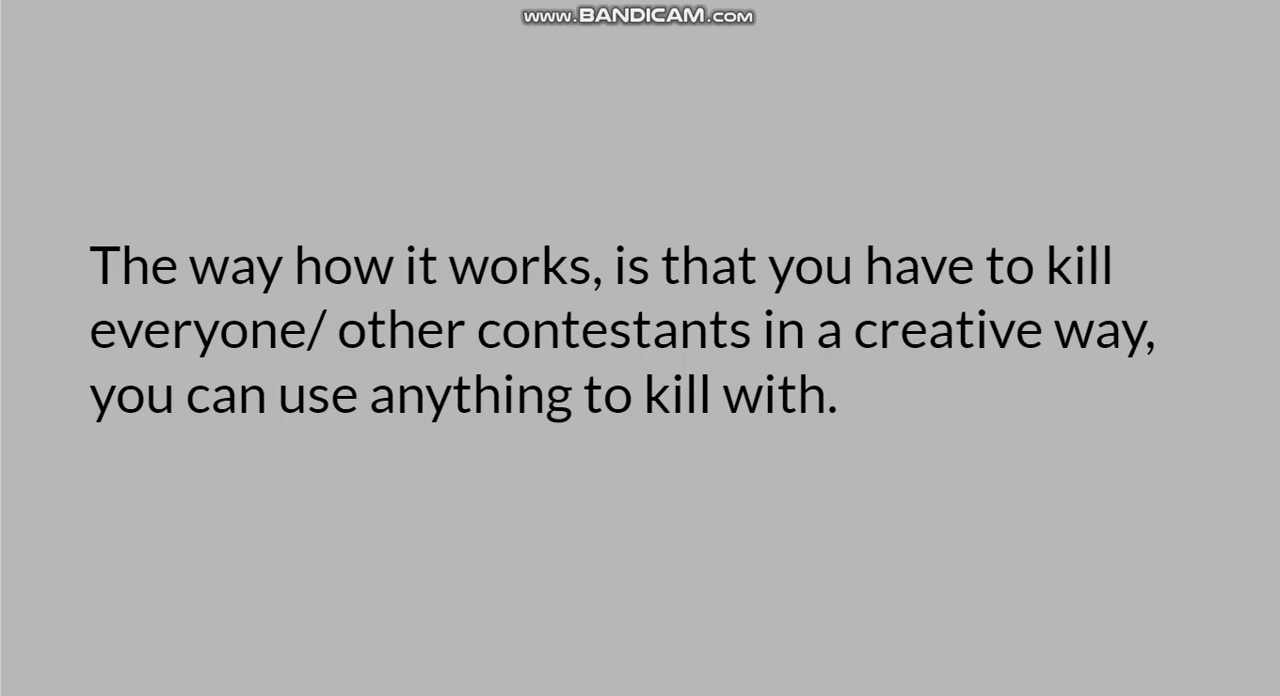 www.BANDICAM.com
The way how it works, is that you have to kill
everyone/ other contestants in a creative way,
you can use anything to kill with.